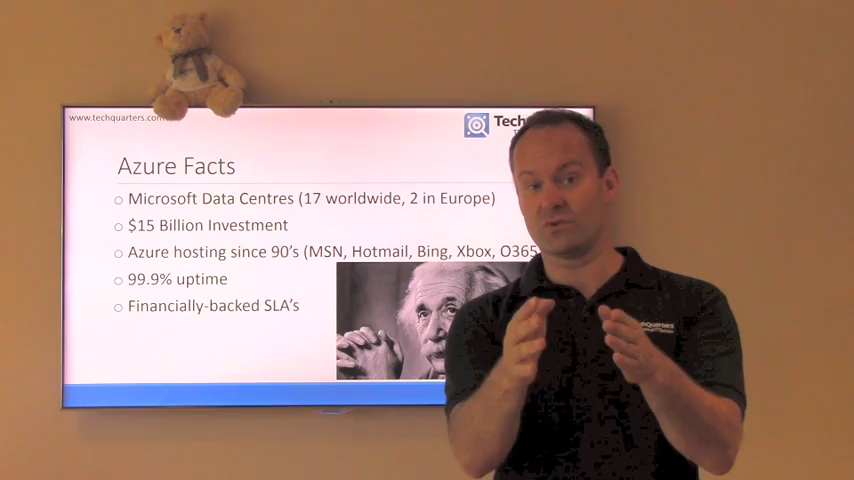 www.techquarters.com
Tech
Azure Facts
○ Microsoft Data Centres (17 worldwide, 2 in Europe)
○ $15 Billion Investment
○ Azure hosting since 90's (MSN, Hotmail, Bing, Xbox, O365
○ 99.9% uptime
○ Financially-backed SLA's